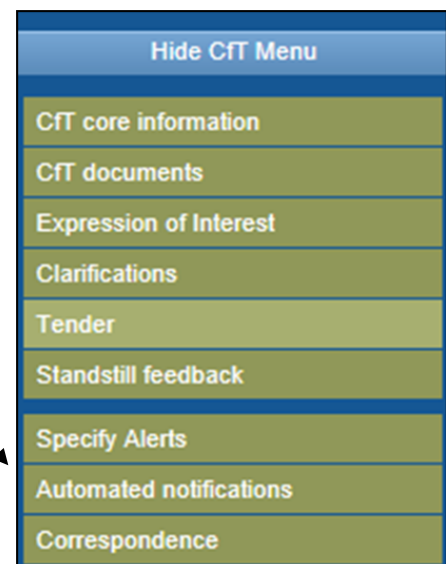 Hide CfT Menu
CfT core information
CfT documents
Expression of Interest
Clarifications
Tender
Standstill feedback
Specify Alerts
Automated notifications
Correspondence